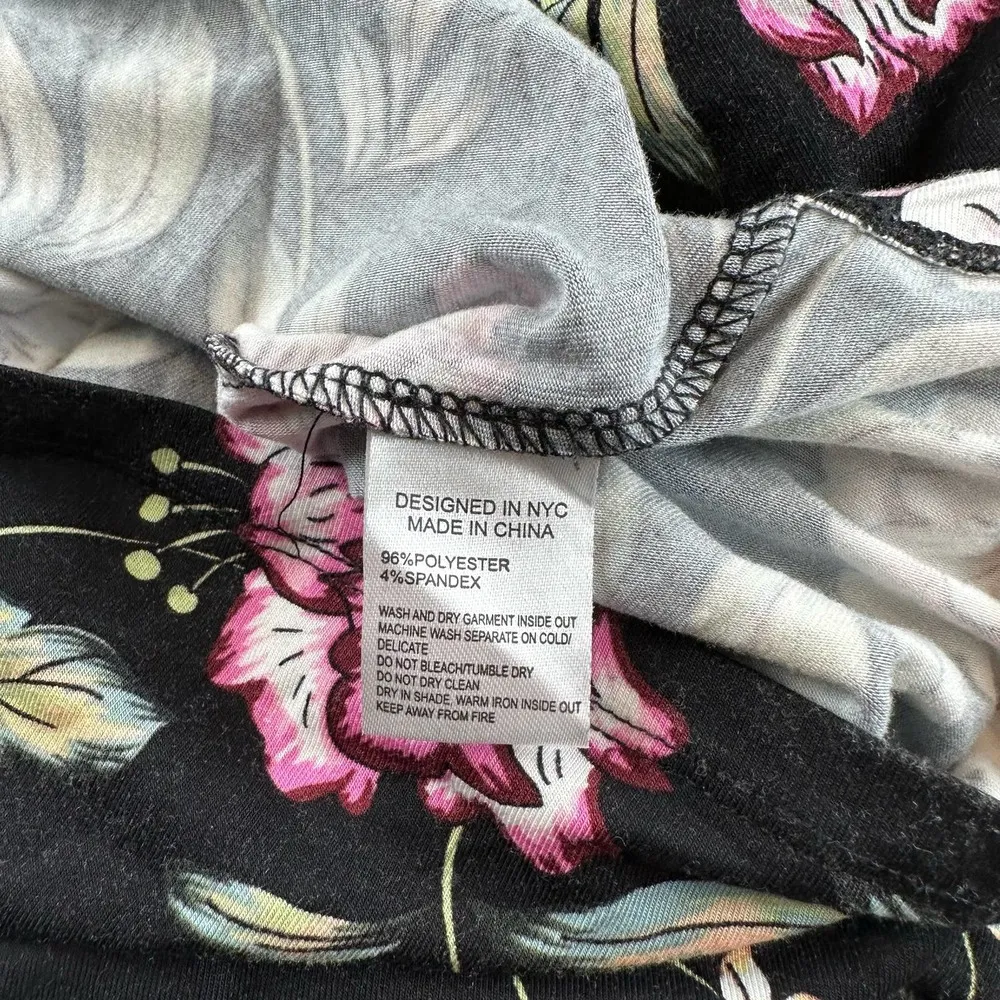 DESIGNED IN NYC
MADE IN CHINA
96%POLYESTER
4%SPANDEX
WASH AND DRY GARMENT INSIDE OUT
MACHINE WASH SEPARATE ON COLD/
DELICATE
DO NOT BLEACH/TUMBLE DRY
DO NOT DRY CLEAN
DRY IN SHADE, WARM IRON INSIDE OUT
KEEP AWAY FROM FIRE